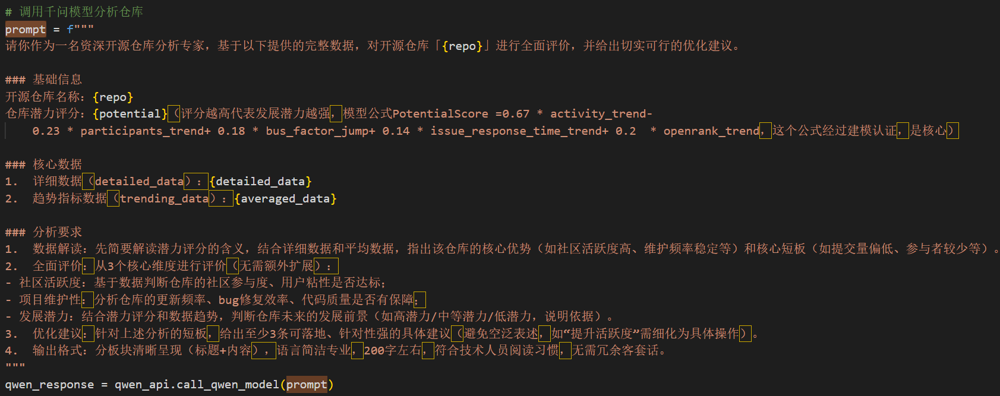 # 调用千问模型分析仓库
prompt = f"""
请你作为一名资深开源仓库分析专家，基于以下提供的完整数据，对开源仓库「{repo}」进行全面评价，并给出切实可行的优化建议。
### 基础信息
开源仓库名称：{repo}
仓库潜力评分：{potential}（评分越高代表发展潜力越强，模型公式PotentialScore =0.67 * activity_trend-
0.23 * participants_trend+ 0.18 * bus_factor_jump+ 0.14 * issue_response_time_trend+ 0.2  * openrank_trend，这个公式经过建模认证，是核心）
### 核心数据
1.  详细数据（detailed_data）：{detailed_data}
2.  趋势指标数据（trending_data）：{averaged_data}
### 分析要求
1.  数据解读：先简要解读潜力评分的含义，结合详细数据和平均数据，指出该仓库的核心优势（如社区活跃度高、维护频率稳定等）和核心短板（如提交量偏低、参与者较少等）。
2.  全面评价：从3个核心维度进行评价（无需额外扩展）：
- 社区活跃度：基于数据判断仓库的社区参与度、用户粘性是否达标；
- 项目维护性：分析仓库的更新频率、bug修复效率、代码质量是否有保障；
- 发展潜力：结合潜力评分和数据趋势，判断仓库未来的发展前景（如高潜力/中等潜力/低潜力，说明依据）。
3.  优化建议：针对上述分析的短板，给出至少3条可落地、针对性强的具体建议（避免空泛表述，如“提升活跃度”需细化为具体操作）。
4.  输出格式：分板块清晰呈现（标题+内容），语言简洁专业，200字左右，符合技术人员阅读习惯，无需冗余客套话。
"""
qwen_response = qwen_api.call_qwen_model(prompt)